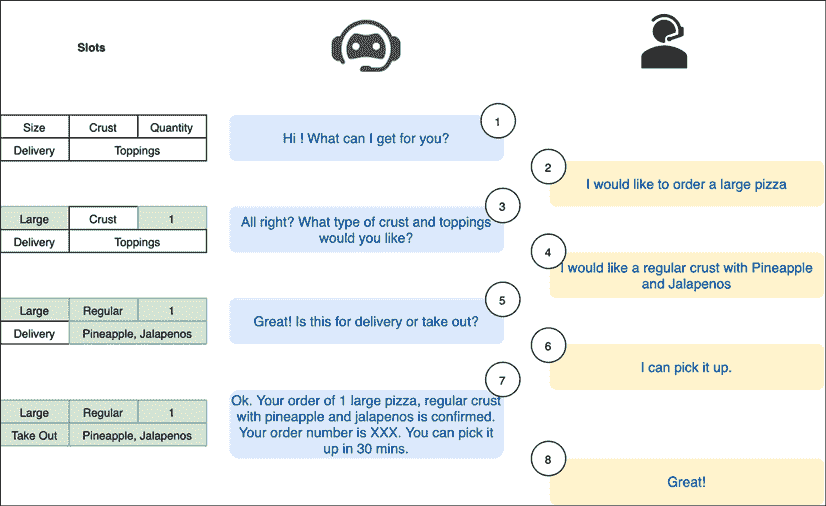 Slots
Size Crust Quantity
Delivery Toppings
1
Hi ! What can I get for you?
2
I would like to order a large pizza
Large Crust 1
Delivery Toppings
3
All right? What type of crust and toppings
would you like?
4
I would like a regular crust with Pineapple
and Jalapenos
Large Regular 1
Delivery Pineapple, Jalapenos
5
Great! Is this for delivery or take out?
6
I can pick it up.
Large Regular 1
Take Out Pineapple, Jalapenos
7
Ok. Your order of 1 large pizza, regular crust
with pineapple and jalapenos is confirmed.
Your order number is XXX. You can pick it
up in 30 mins.
8
Great!